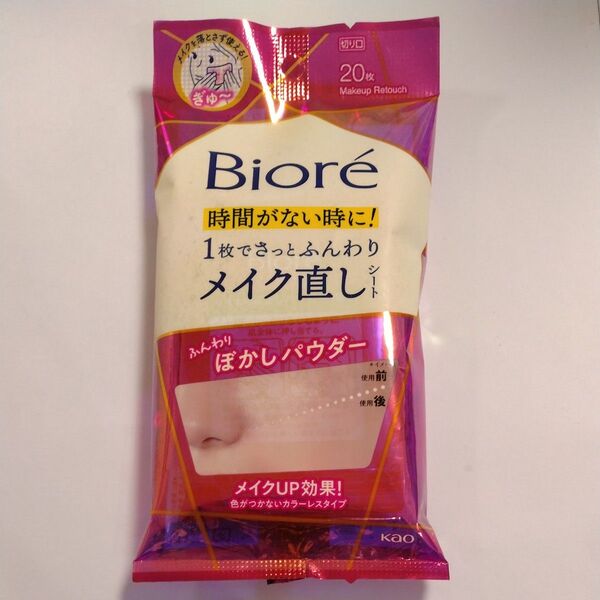 メイクを落とさず使える!
ぎゅ〜
切り口
20枚
Makeup Retouch
Bioré
時間がない時に!
1枚でさっとふんわり
メイク直しシート
ふんわり
ぼかしパウダー
使用前
使用後
メイクUP効果!
色がつかないカラーレスタイプ
Kao